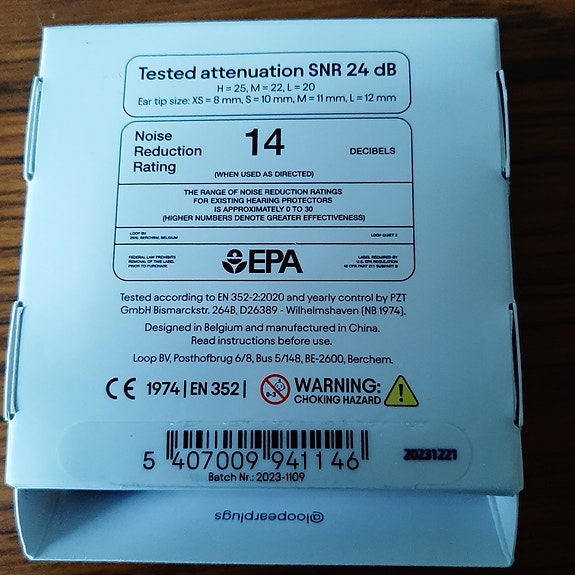 Tested attenuation SNR 24 dB
H = 25, M = 22, L = 20
Ear tip size: XS = 8 mm, S = 10 mm, M = 11 mm, L = 12 mm
Noise Reduction Rating
14
DECIBELS
(WHEN USED AS DIRECTED)
THE RANGE OF NOISE REDUCTION RATINGS
FOR EXISTING HEARING PROTECTORS
IS APPROXIMATELY 0 TO 30
(HIGHER NUMBERS DENOTE GREATER EFFECTIVENESS)
LOOP BV
2600, BERCHEM, BELGIUM
LOOP QUIET 2
FEDERAL LAW PROHIBITS
REMOVAL OF THIS LABEL
PRIOR TO PURCHASE
EPA
LABEL REQUIRED BY
U.S. EPA REGULATION
40 CFR PART 211 SUBPART B
Tested according to EN 352-2:2020 and yearly control by PZT
GmbH Bismarckstr. 264B, D26389 - Wilhelmshaven (NB 1974).
Designed in Belgium and manufactured in China.
Read instructions before use.
Loop BV, Posthofbrug 6/8, Bus 5/148, BE-2600, Berchem.
CE 1974 | EN 352 |
0-3
WARNING:
CHOKING HAZARD
5 407009 941146
20231221
Batch Nr.: 2023-1109
@loopearplugs